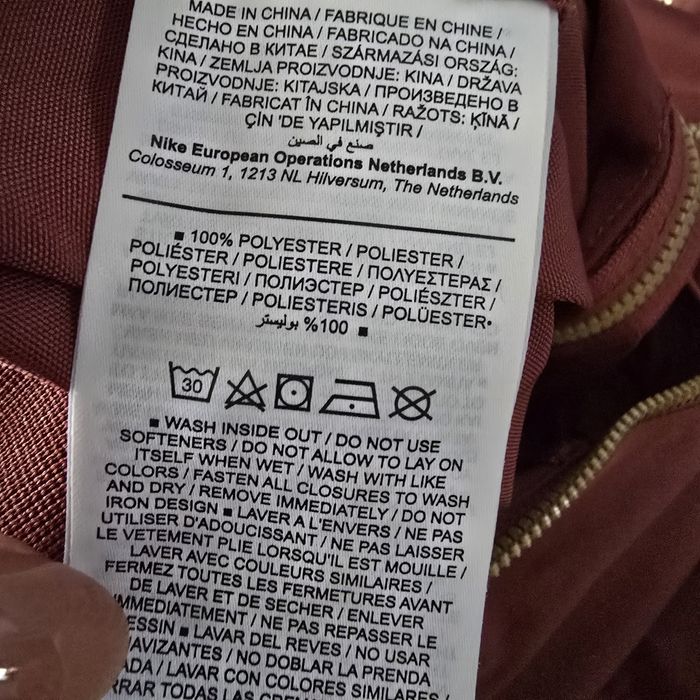 MADE IN CHINA / FABRIQUE EN CHINE /
HECHO EN CHINA / FABRICADO NA CHINA /
СДЕЛАНО В КИТАЕ / SZÁRMAZÁSI ORSZÁG:
KINA / ZEMLJA PROIZVODNJE: KINA / DRŽAVA
PROIZVODNJE: KITAJSKA / ПРОИЗВЕДЕНО В
КИТАЙ / FABRICAT ÎN CHINA / RAŽOTS: ĶĪNĀ /
ÇİN 'DE YAPILMIŞTIR /
صنع في الصين
Nike European Operations Netherlands B.V.
Colosseum 1, 1213 NL Hilversum, The Netherlands
■ 100% POLYESTER / POLIESTER /
POLIÉSTER / POLIESTERE / ΠΟΛΥΕΣΤΕΡΑΣ /
POLYESTERI / ПОЛИЭСТЕР / POLIÉSZTER /
ПОЛИЕСТЕР / POLIESTERIS / POLÜESTER•
100% بوليستر ■
30
■ WASH INSIDE OUT / DO NOT USE
SOFTENERS / DO NOT ALLOW TO LAY ON
ITSELF WHEN WET / WASH WITH LIKE
COLORS / FASTEN ALL CLOSURES TO WASH
AND DRY / REMOVE IMMEDIATELY / DO NOT
IRON DESIGN ■ LAVER A L'ENVERS / NE PAS
UTILISER D'ADOUCISSANT / NE PAS LAISSER
LE VETEMENT PLIE LORSQU'IL EST MOUILLE /
LAVER AVEC COULEURS SIMILAIRES /
FERMEZ TOUTES LES FERMETURES AVANT
DE LAVER ET DE SECHER / ENLEVER
IMMEDIATEMENT / NE PAS REPASSER LE
ESSIN ■ LAVAR DEL REVES / NO USAR
AVIZANTES / NO DOBLAR LA PRENDA
ADA / LAVAR CON COLORES SIMILARES /
RRAR TODAS LAS